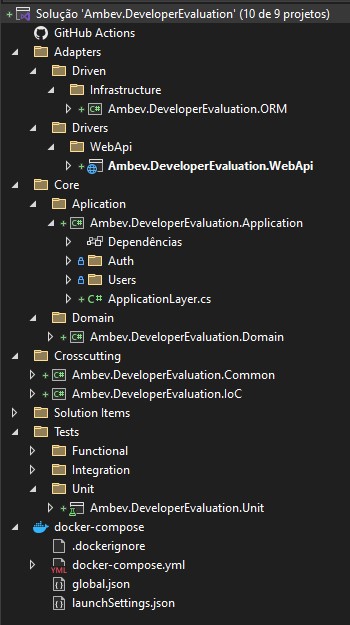 Solução 'Ambev.DeveloperEvaluation' (10 de 9 projetos)
GitHub Actions
Adapters
Driven
Infrastructure
Ambev.DeveloperEvaluation.ORM
Drivers
WebApi
Ambev.DeveloperEvaluation.WebApi
Core
Aplication
Ambev.DeveloperEvaluation.Application
Dependências
Auth
Users
C# ApplicationLayer.cs
Domain
Ambev.DeveloperEvaluation.Domain
Crosscutting
Ambev.DeveloperEvaluation.Common
Ambev.DeveloperEvaluation.IoC
Solution Items
Tests
Functional
Integration
Unit
Ambev.DeveloperEvaluation.Unit
docker-compose
.dockerignore
YML docker-compose.yml
global.json
launchSettings.json